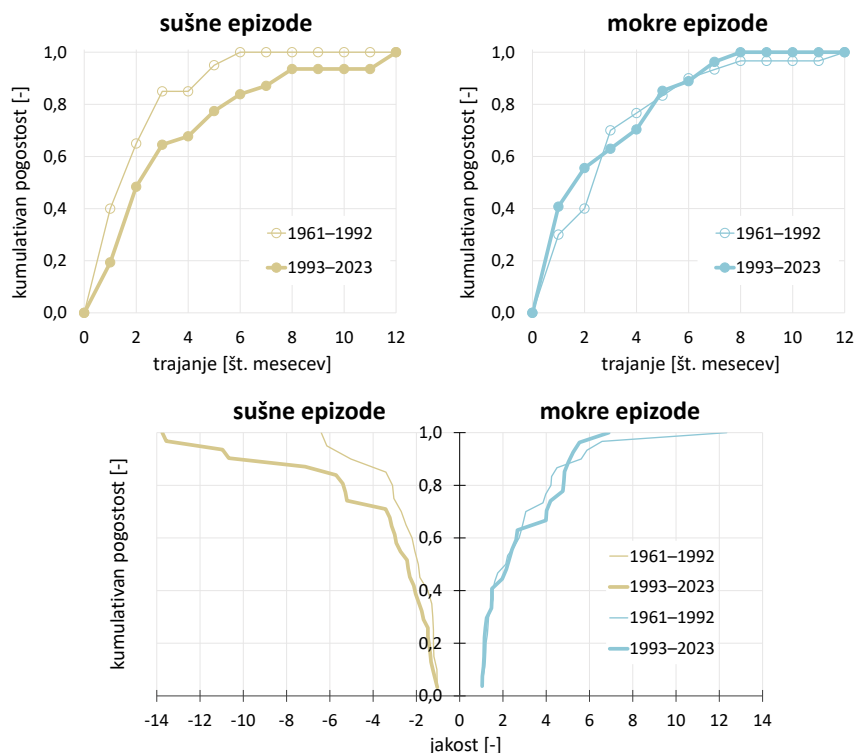 sušne epizode
1,0
0,8
0,6
0,4
0,2
0,0
kumulativan pogostost [-]
1961–1992
1993–2023
0 2 4 6 8 10 12
trajanje [št. mesecev]
mokre epizode
1,0
0,8
0,6
0,4
0,2
0,0
kumulativan pogostost [-]
1961–1992
1993–2023
0 2 4 6 8 10 12
trajanje [št. mesecev]
sušne epizode mokre epizode
kumulativan pogostost [-]
1,0
0,8
0,6
0,4
0,2
0,0
1961–1992
1993–2023
1961–1992
1993–2023
-14 -12 -10 -8 -6 -4 -2 0 2 4 6 8 10 12 14
jakost [-]